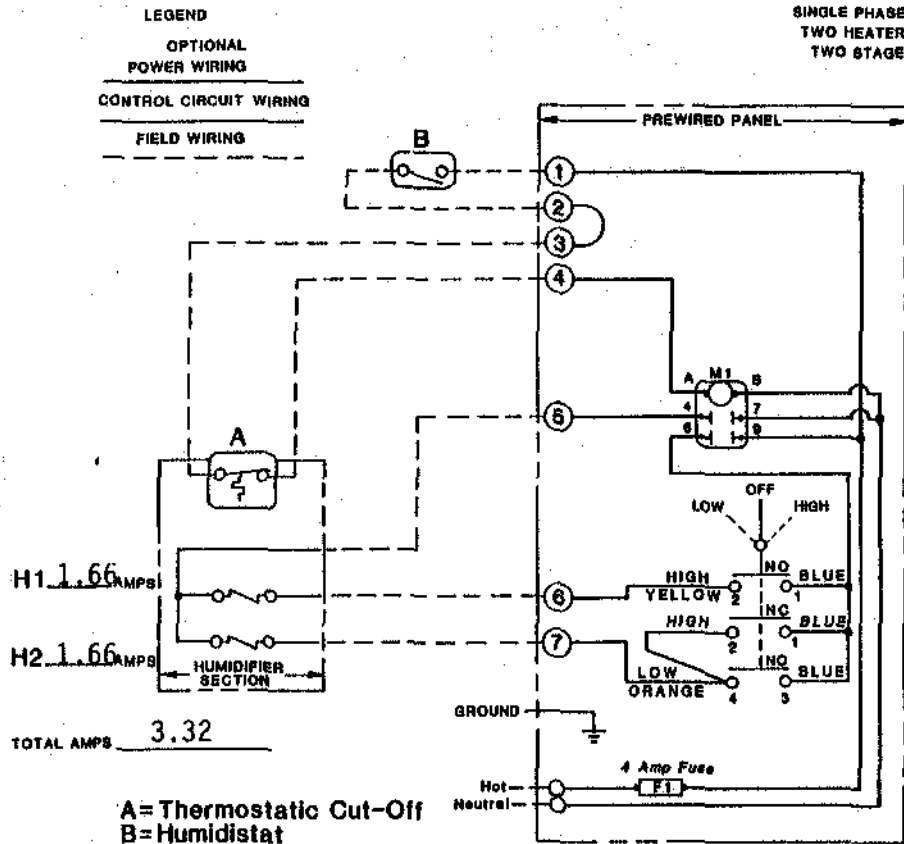 LEGEND
OPTIONAL
POWER WIRING
CONTROL CIRCUIT WIRING
FIELD WIRING
SINGLE PHASE
TWO HEATER
TWO STAGE
PREWIRED PANEL
B
1
2
3
4
A M1 B
4 7
6 9
5
A
OFF
LOW HIGH
H1 1.66 AMPS
6
HIGH
YELLOW
NO
2 1
BLUE
HIGH
NC
2 1
BLUE
H2 1.66 AMPS
7
LOW
ORANGE
NO
4 3
BLUE
HUMIDIFIER
SECTION
GROUND
TOTAL AMPS 3.32
4 Amp Fuse
Hot
F1
Neutral
A= Thermostatic Cut-Off
B= Humidistat